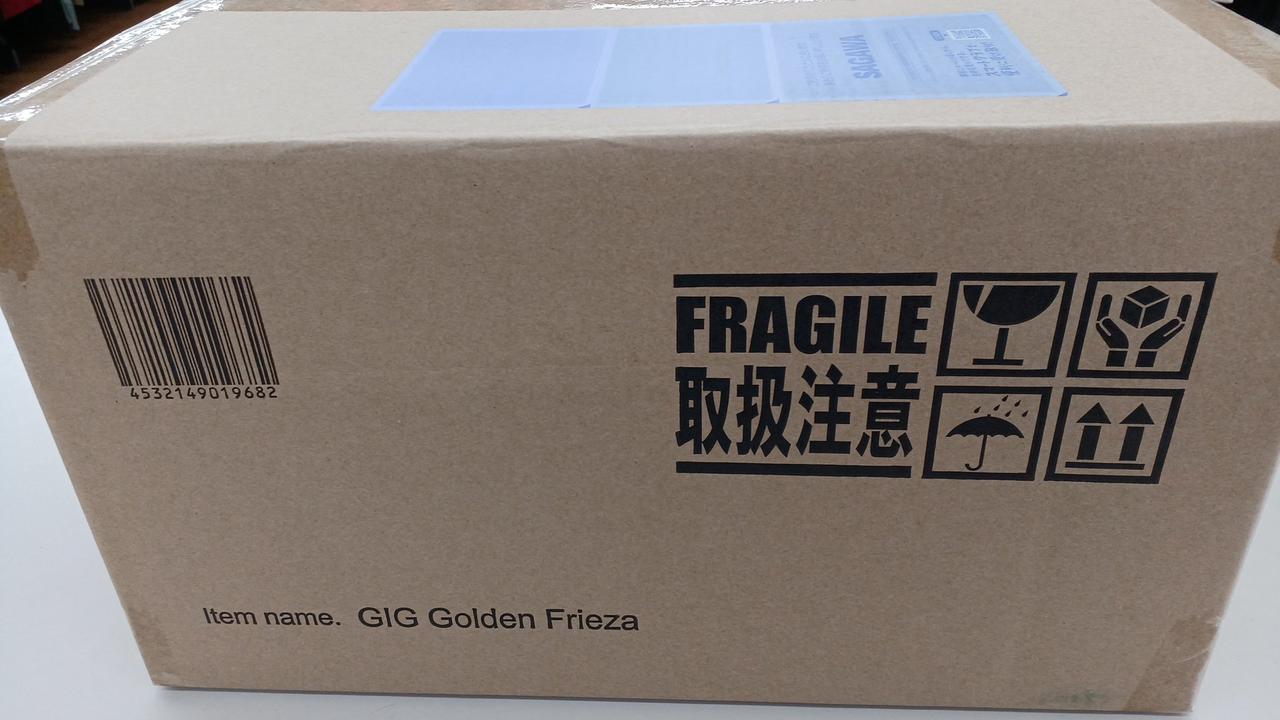 SAGAWA
FRAGILE
取扱注意
4532149019682
Item name. GIG Golden Frieza